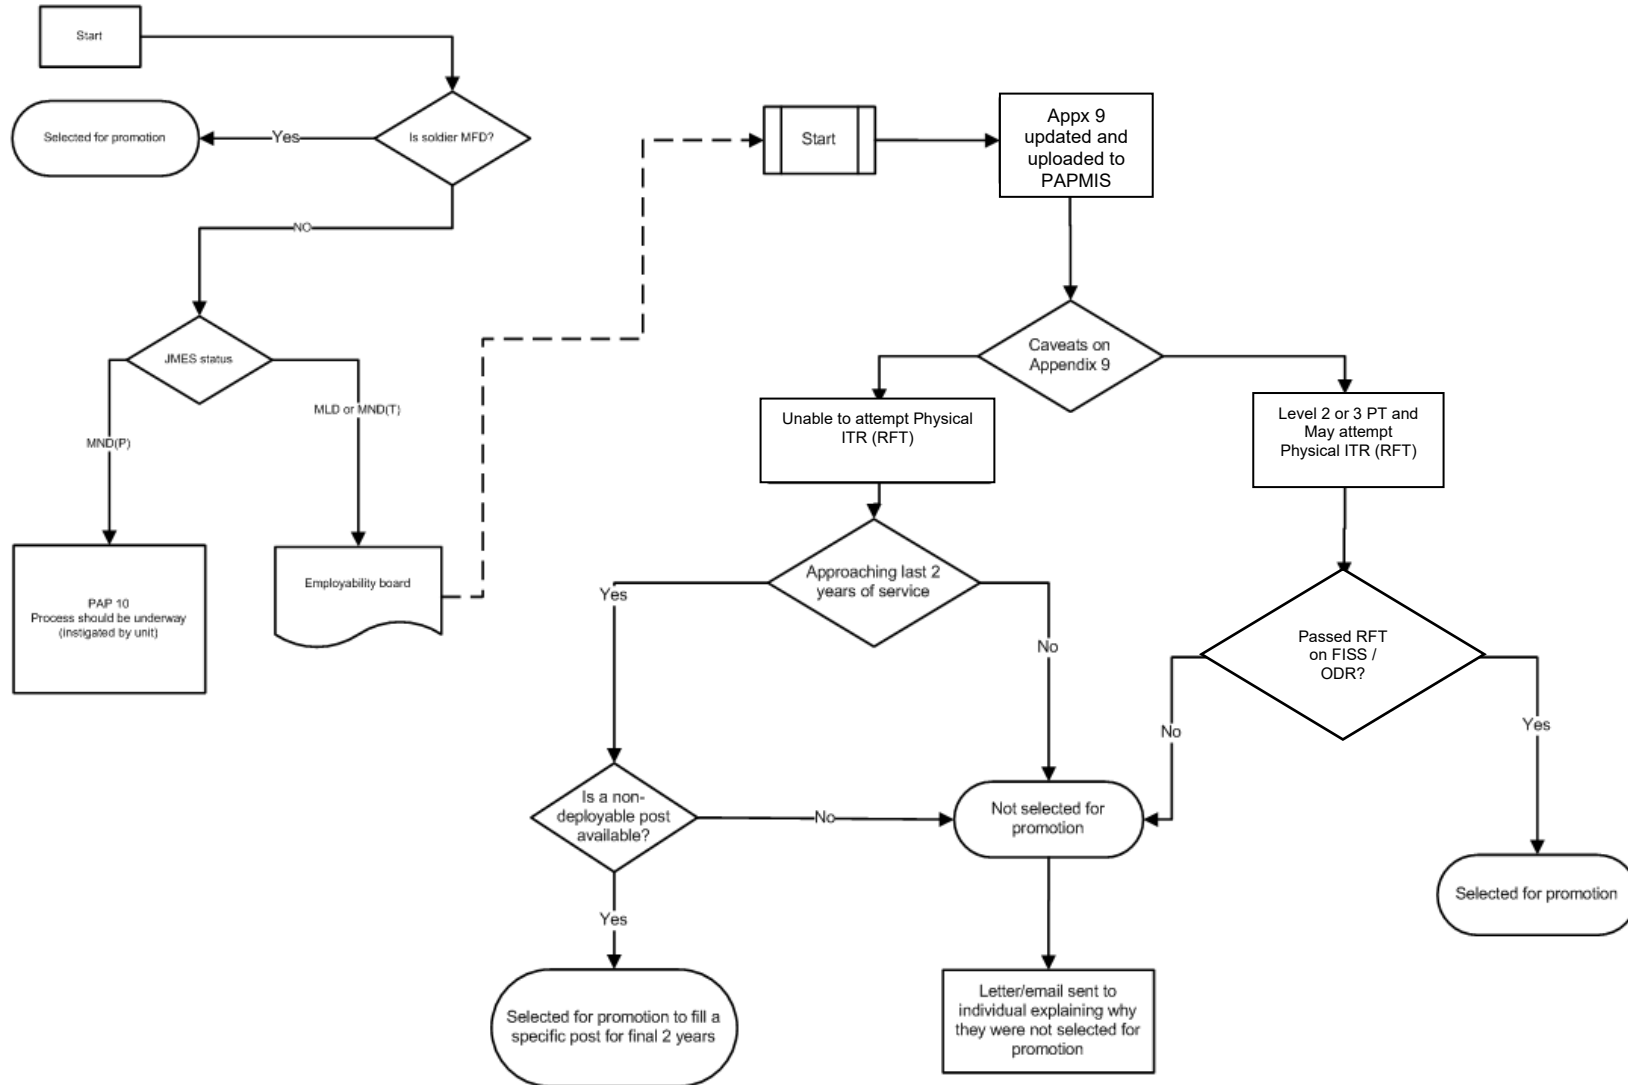 Start
Is soldier MFD?
Yes
Selected for promotion
NO
JMES status
MND(P)
MLD or MND(T)
PAP 10
Process should be underway
(instigated by unit)
Employability board
Start
Appx 9
updated and
uploaded to
PAPMIS
Caveats on
Appendix 9
Unable to attempt Physical
ITR (RFT)
Level 2 or 3 PT and
May attempt
Physical ITR (RFT)
Approaching last 2
years of service
Yes
No
Passed RFT
on FISS /
ODR?
No
Yes
Is a non-
deployable post
available?
No
Not selected for
promotion
Selected for promotion
Yes
Selected for promotion to fill a
specific post for final 2 years
Letter/email sent to
individual explaining why
they were not selected for
promotion